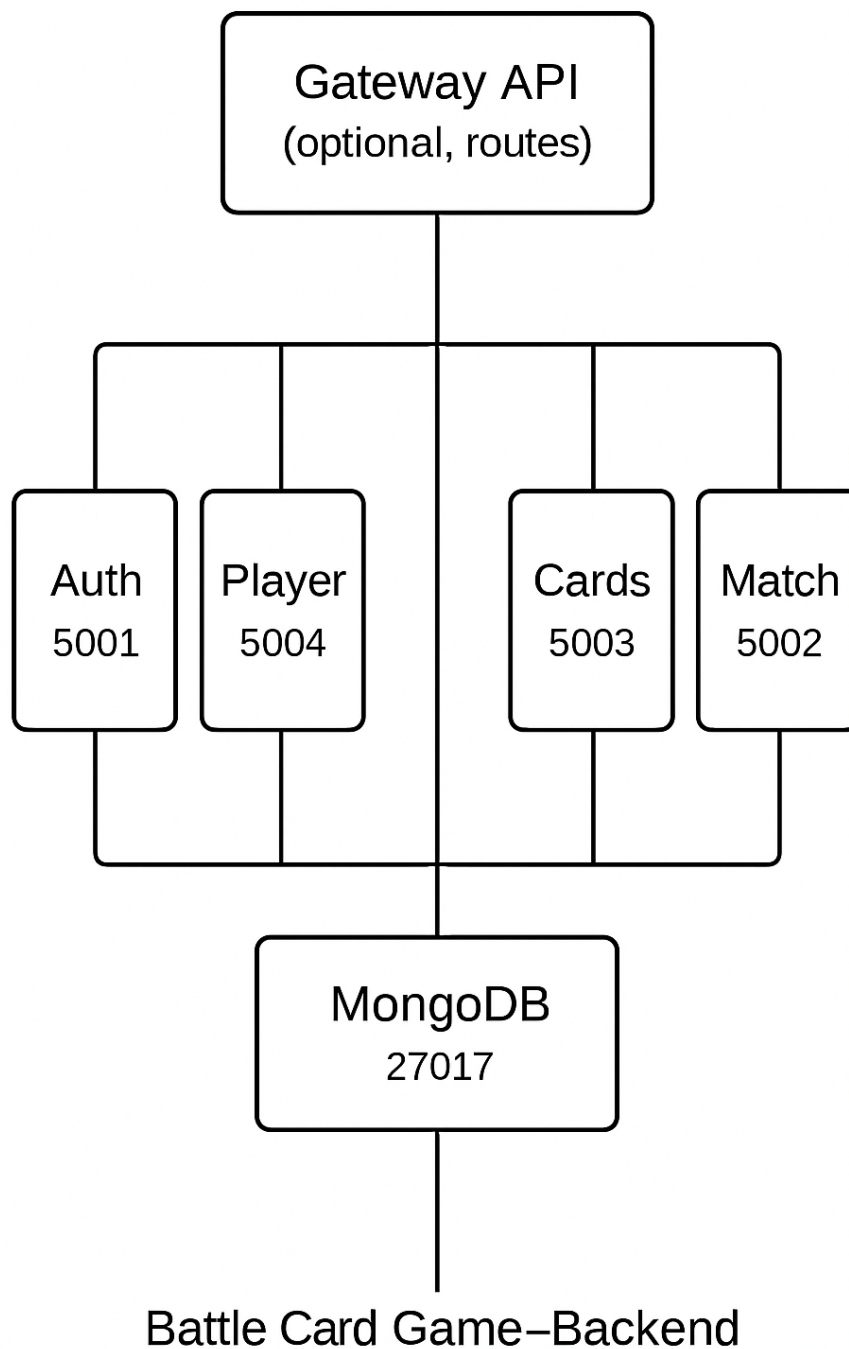 Gateway API
(optional, routes)
Auth
5001
Player
5004
Cards
5003
Match
5002
MongoDB
27017
Battle Card Game–Backend